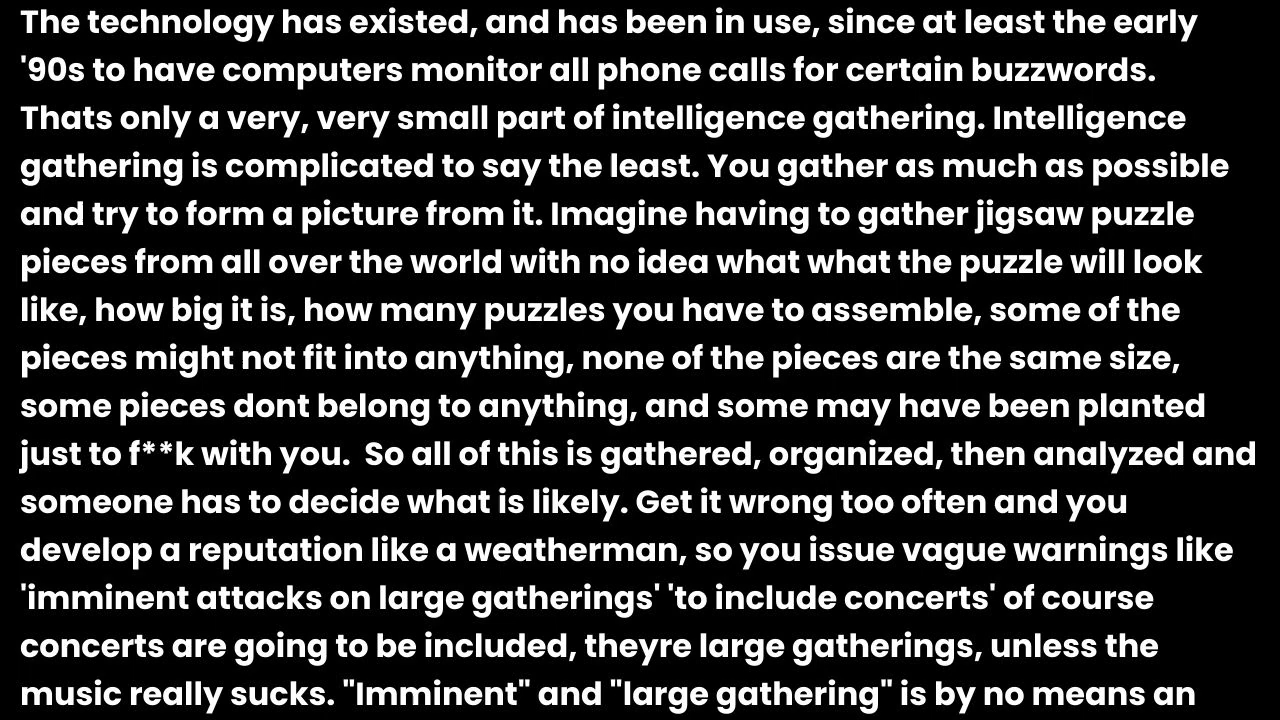 The technology has existed, and has been in use, since at least the early
'90s to have computers monitor all phone calls for certain buzzwords.
Thats only a very, very small part of intelligence gathering. Intelligence
gathering is complicated to say the least. You gather as much as possible
and try to form a picture from it. Imagine having to gather jigsaw puzzle
pieces from all over the world with no idea what what the puzzle will look
like, how big it is, how many puzzles you have to assemble, some of the
pieces might not fit into anything, none of the pieces are the same size,
some pieces dont belong to anything, and some may have been planted
just to f**k with you.  So all of this is gathered, organized, then analyzed and
someone has to decide what is likely. Get it wrong too often and you
develop a reputation like a weatherman, so you issue vague warnings like
'imminent attacks on large gatherings' 'to include concerts' of course
concerts are going to be included, theyre large gatherings, unless the
music really sucks. "Imminent" and "large gathering" is by no means an